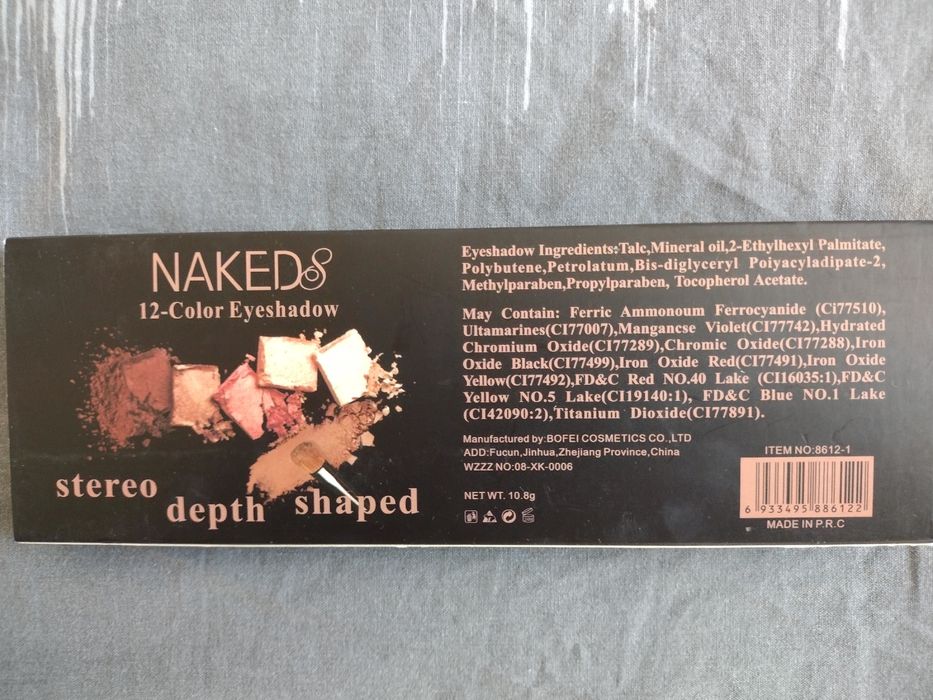 NAKED8
12-Color Eyeshadow
stereo
depth
shaped
Eyeshadow Ingredients:Talc,Mineral oil,2-Ethylhexyl Palmitate,
Polybutene,Petrolatum,Bis-diglyceryl Poiyacyladipate-2,
Methylparaben,Propylparaben, Tocopherol Acetate.
May Contain: Ferric Ammonoum Ferrocyanide (Ci77510),
Ultamarines(CI77007),Mangancse Violet(CI77742),Hydrated
Chromium Oxide(CI77289),Chromic Oxide(CI77288),Iron
Oxide Black(CI77499),Iron Oxide Red(CI77491),Iron Oxide
Yellow(CI77492),FD&C Red NO.40 Lake (CI16035:1),FD&C
Yellow NO.5 Lake(CI19140:1), FD&C Blue NO.1 Lake
(CI42090:2),Titanium Dioxide(CI77891).
Manufactured by:BOFEI COSMETICS CO.,LTD
ADD:Fucun,Jinhua,Zhejiang Province,China
WZZZ NO:08-XK-0006
NET WT. 10.8g
ITEM NO:8612-1
6 933495 886122
MADE IN P.R.C